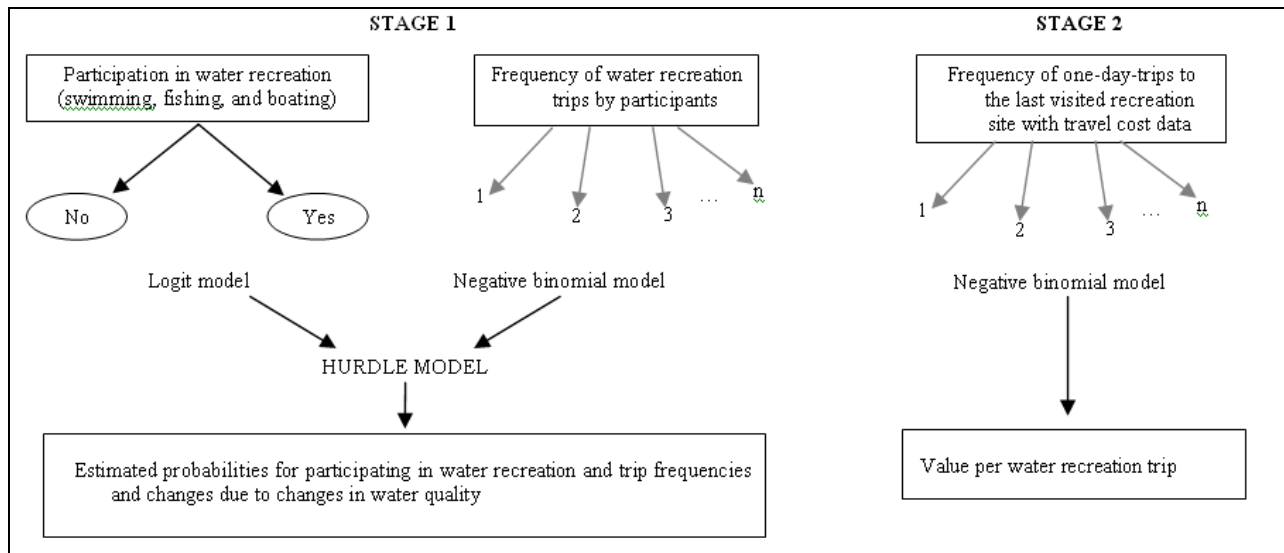 STAGE 1
Participation in water recreation
(swimming, fishing, and boating)
No
Yes
Logit model
Frequency of water recreation
trips by participants
1
2
3
...
n
Negative binomial model
HURDLE MODEL
Estimated probabilities for participating in water recreation and trip frequencies
and changes due to changes in water quality
STAGE 2
Frequency of one-day-trips to
the last visited recreation
site with travel cost data
1
2
3
...
n
Negative binomial model
Value per water recreation trip